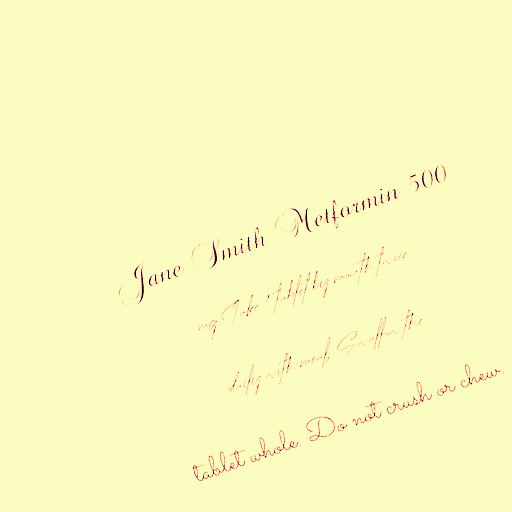 Jane Smith Metformin 500
mg. Take 1 tablet by mouth twice
daily with meals. Swallow the
tablet whole. Do not crush or chew.